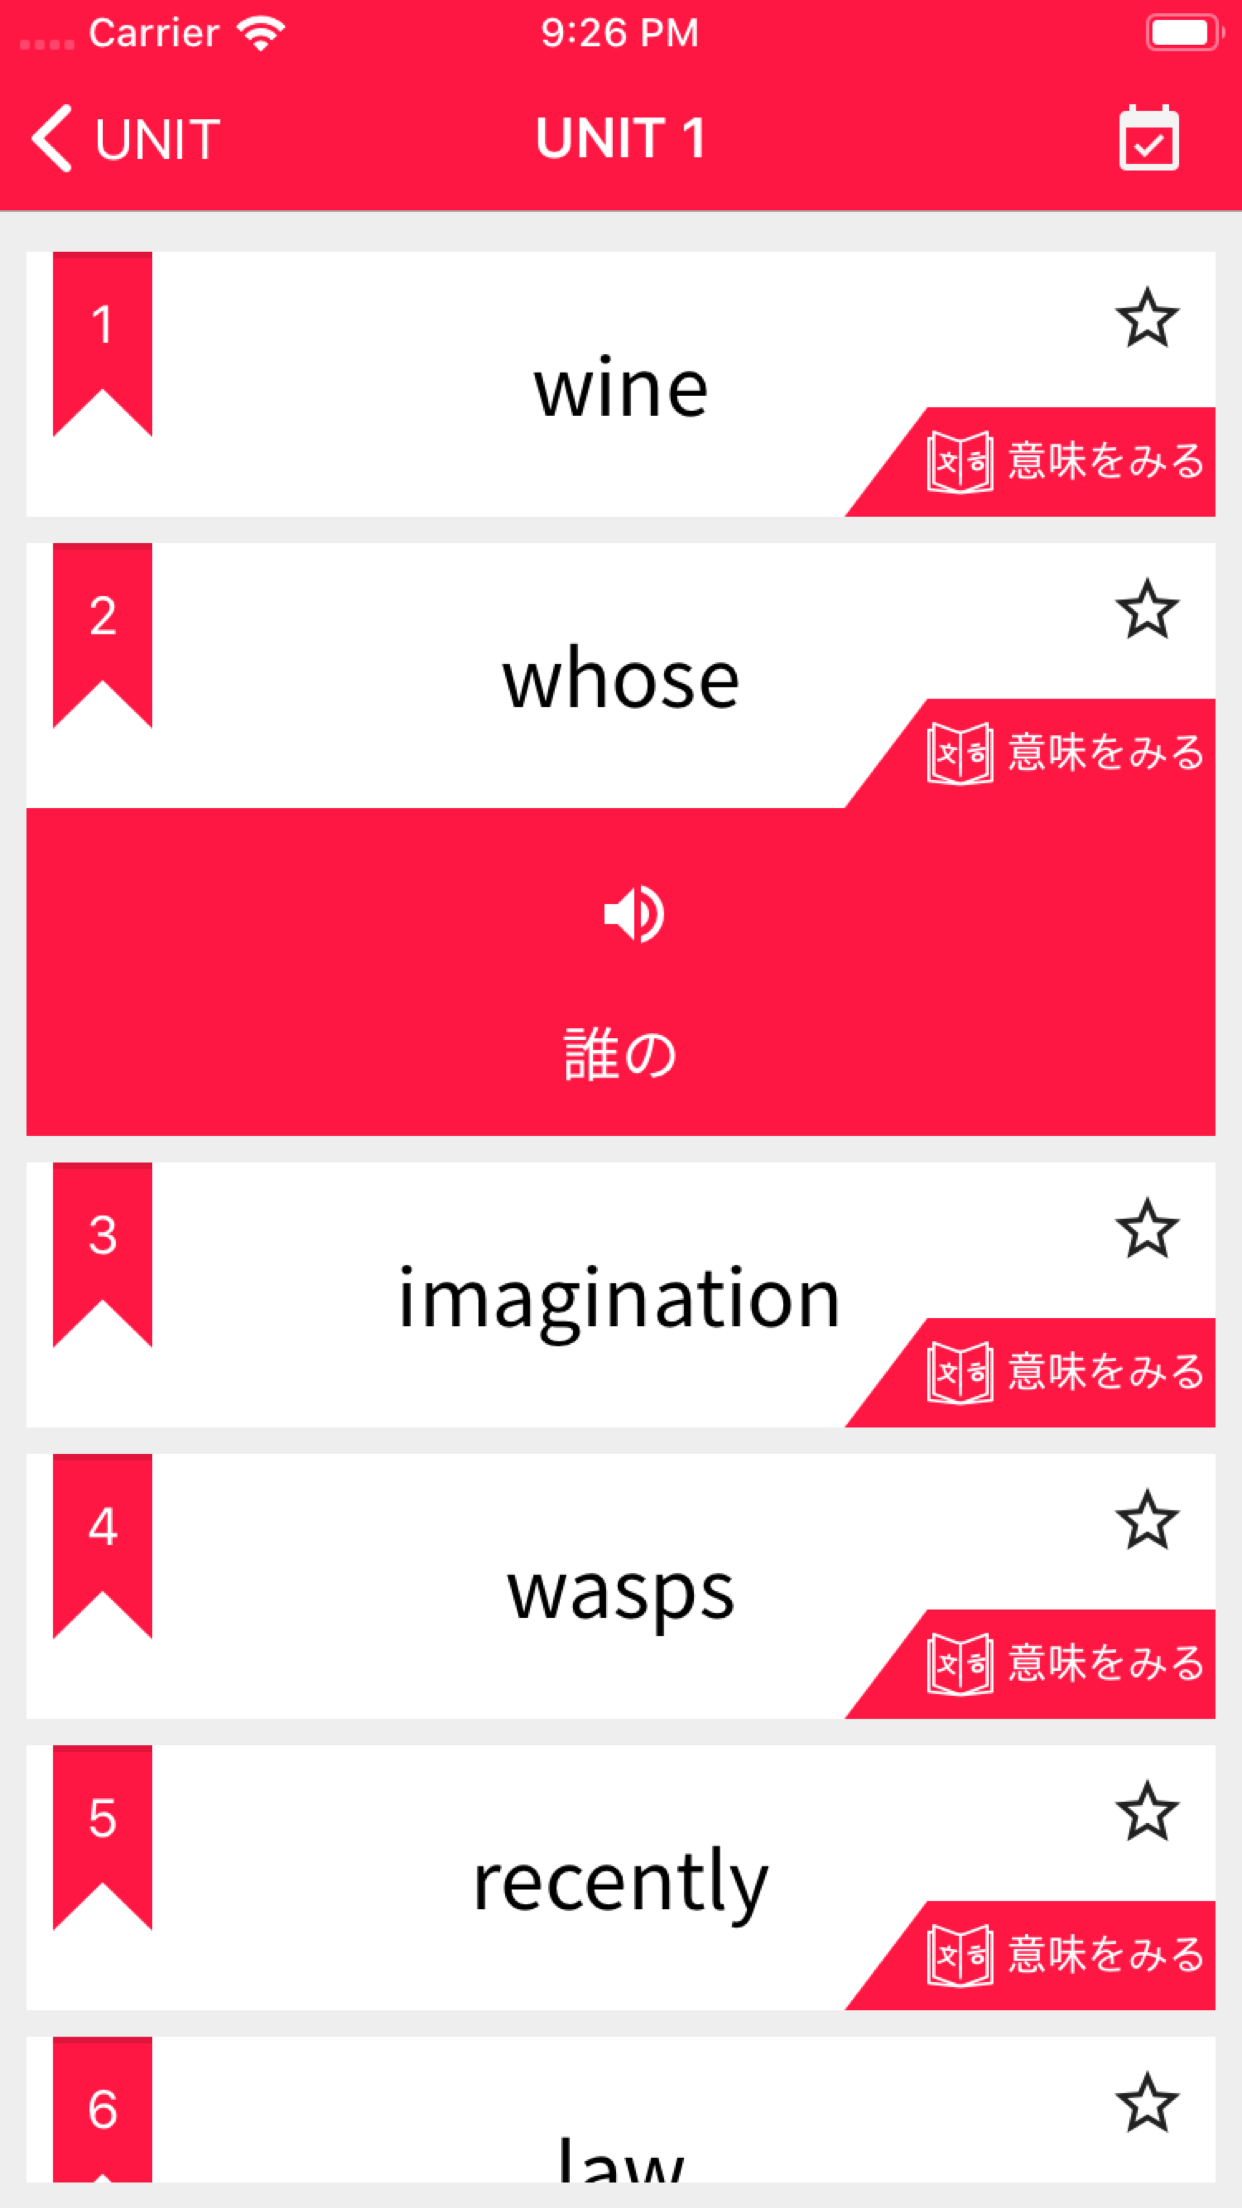 Carrier 9:26 PM
UNIT UNIT 1
1
wine
文 ㅎ 意味をみる
2
whose
文 ㅎ 意味をみる
誰の
3
imagination
文 ㅎ 意味をみる
4
wasps
文 ㅎ 意味をみる
5
recently
文 ㅎ 意味をみる
6
law